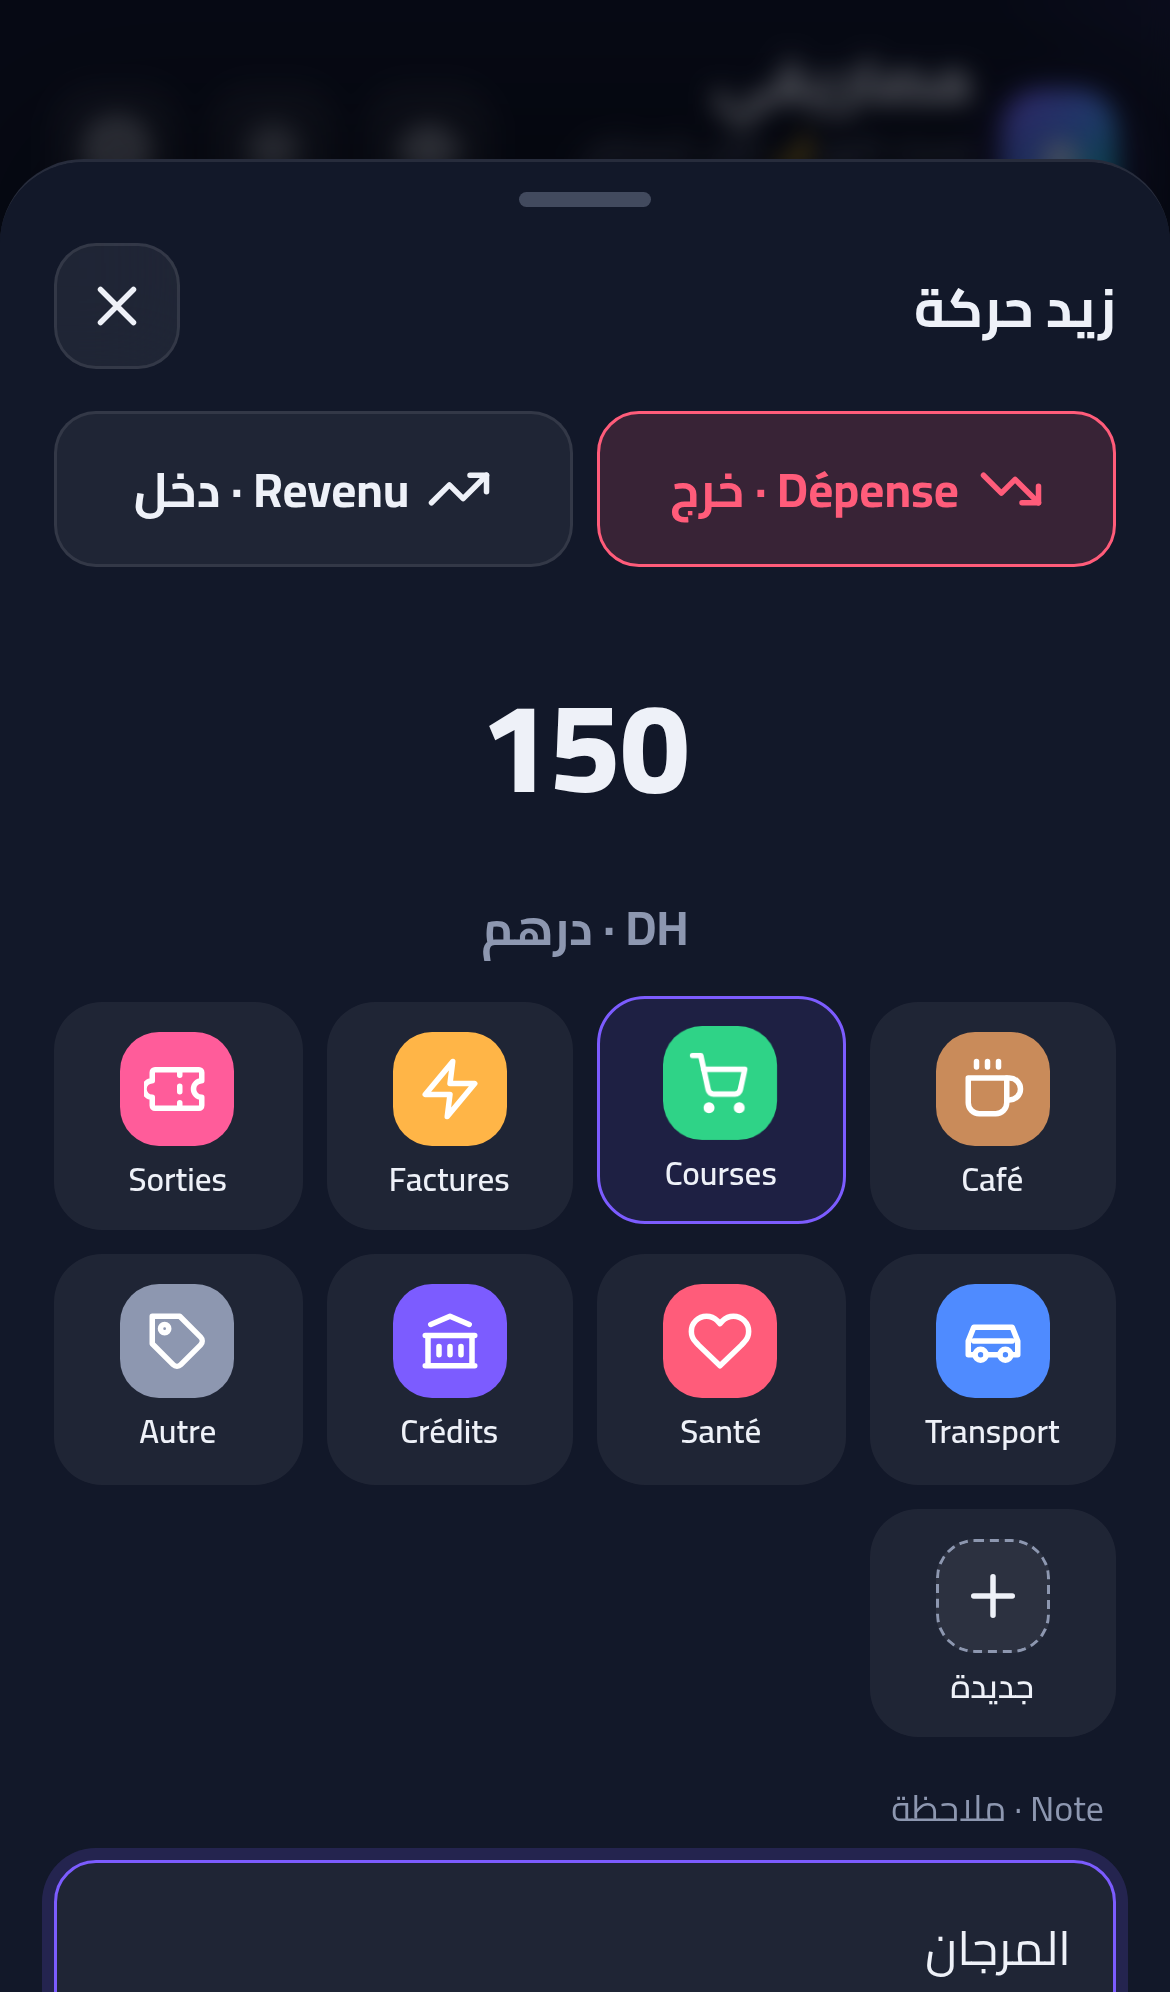 زيد حركة
Dépense · خرج
Revenu · دخل
150
DH · درهم
Café
Courses
Factures
Sorties
Transport
Santé
Crédits
Autre
جديدة
Note · ملاحظة
المرجان